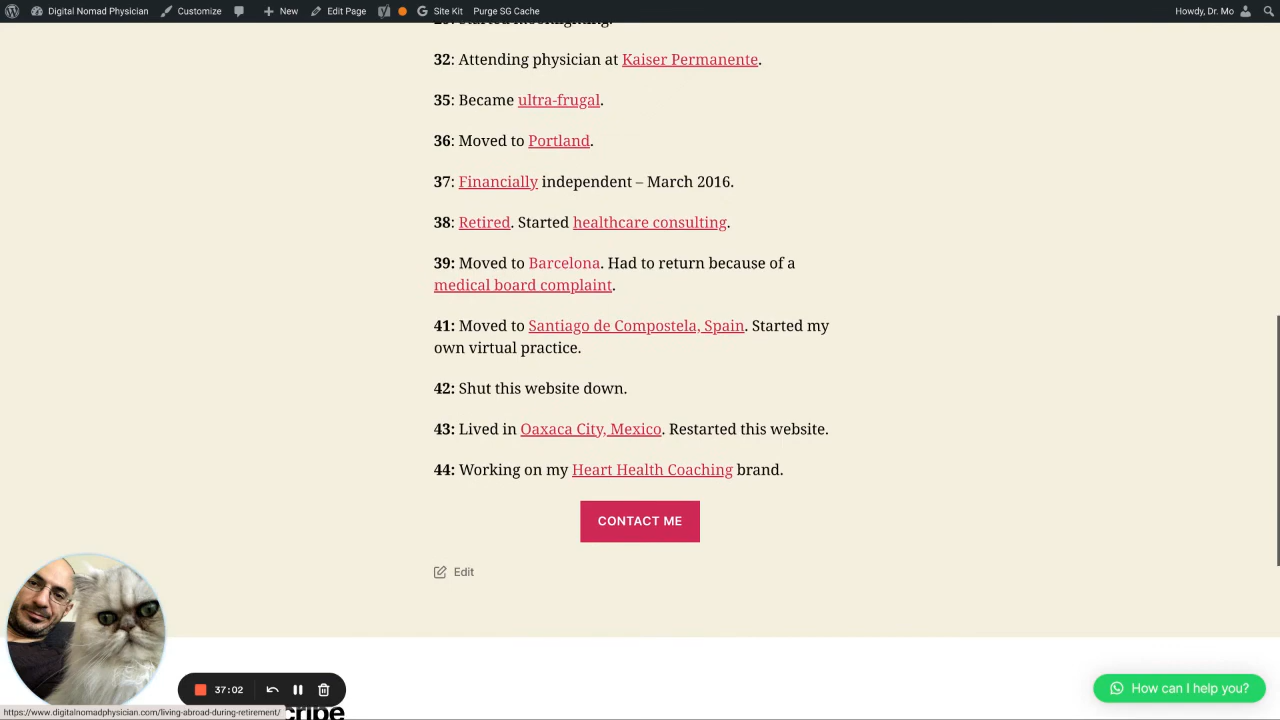 Digital Nomad Physician
Customize
New
Edit Page
Site Kit
Purge SG Cache
Howdy, Dr. Mo
32: Attending physician at Kaiser Permanente.
35: Became ultra-frugal.
36: Moved to Portland.
37: Financially independent – March 2016.
38: Retired. Started healthcare consulting.
39: Moved to Barcelona. Had to return because of a
medical board complaint.
41: Moved to Santiago de Compostela, Spain. Started my
own virtual practice.
42: Shut this website down.
43: Lived in Oaxaca City, Mexico. Restarted this website.
44: Working on my Heart Health Coaching brand.
CONTACT ME
Edit
37:02
How can I help you?
https://www.digitalnomadphysician.com/living-abroad-during-retirement/